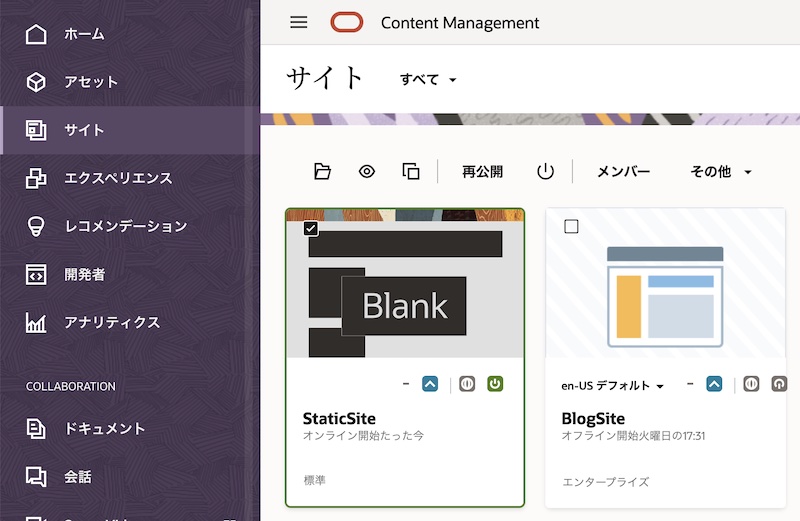 ホーム
アセット
サイト
エクスペリエンス
レコメンデーション
開発者
アナリティクス
COLLABORATION
ドキュメント
会話
Content Management
サイト すべて
再公開 メンバー その他
Blank
StaticSite
オンライン開始たった今
標準
en-US デフォルト
BlogSite
オフライン開始火曜日の17:31
エンタープライズ